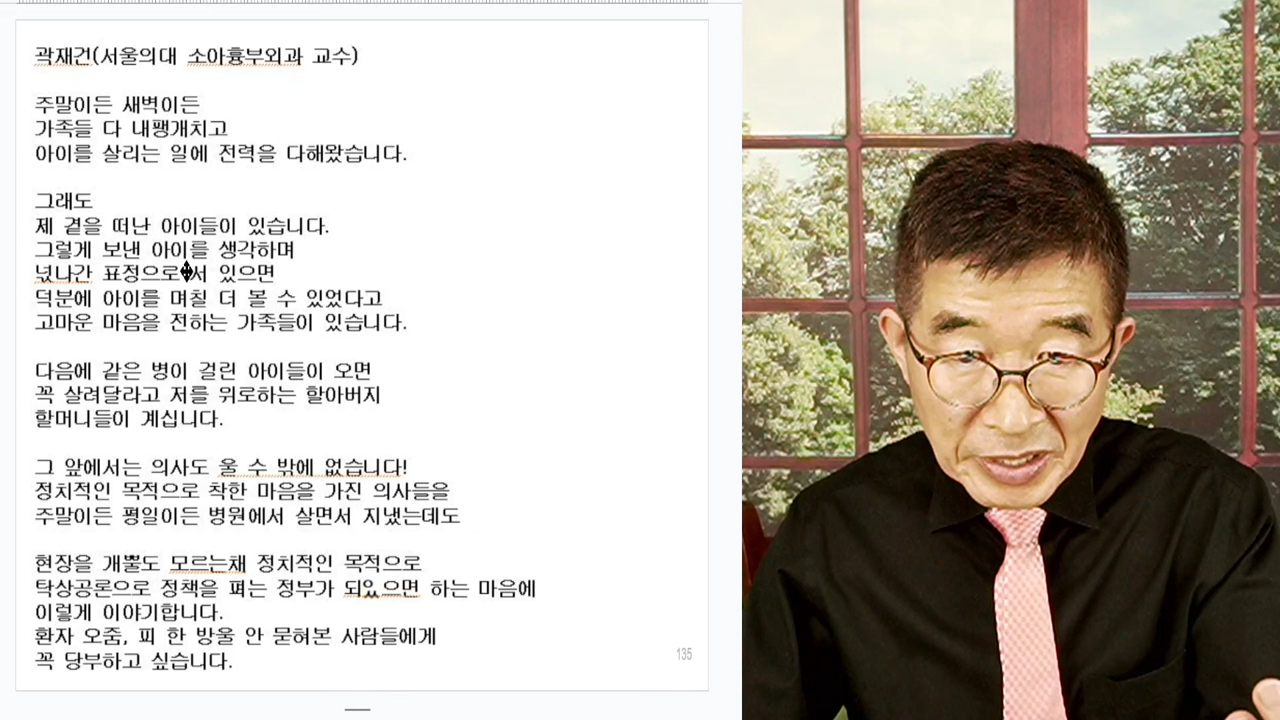 곽재건(서울의대 소아흉부외과 교수)
주말이든 새벽이든
가족들 다 내팽개치고
아이를 살리는 일에 전력을 다해왔습니다.
그래도
제 곁을 떠난 아이들이 있습니다.
그렇게 보낸 아이를 생각하며
넋나간 표정으로 서 있으면
덕분에 아이를 며칠 더 볼 수 있었다고
고마운 마음을 전하는 가족들이 있습니다.
다음에 같은 병이 걸린 아이들이 오면
꼭 살려달라고 저를 위로하는 할아버지
할머니들이 계십니다.
그 앞에서는 의사도 울 수 밖에 없습니다!
정치적인 목적으로 착한 마음을 가진 의사들을
주말이든 평일이든 병원에서 살면서 지냈는데도
현장을 개뿔도 모르는채 정치적인 목적으로
탁상공론으로 정책을 펴는 정부가 되있으면 하는 마음에
이렇게 이야기합니다.
환자 오줌, 피 한 방울 안 묻혀본 사람들에게
꼭 당부하고 싶습니다.
135